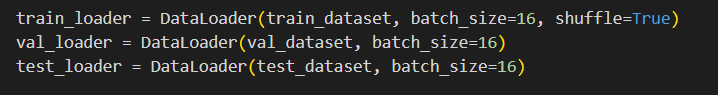 train_loader = DataLoader(train_dataset, batch_size=16, shuffle=True)
val_loader = DataLoader(val_dataset, batch_size=16)
test_loader = DataLoader(test_dataset, batch_size=16)